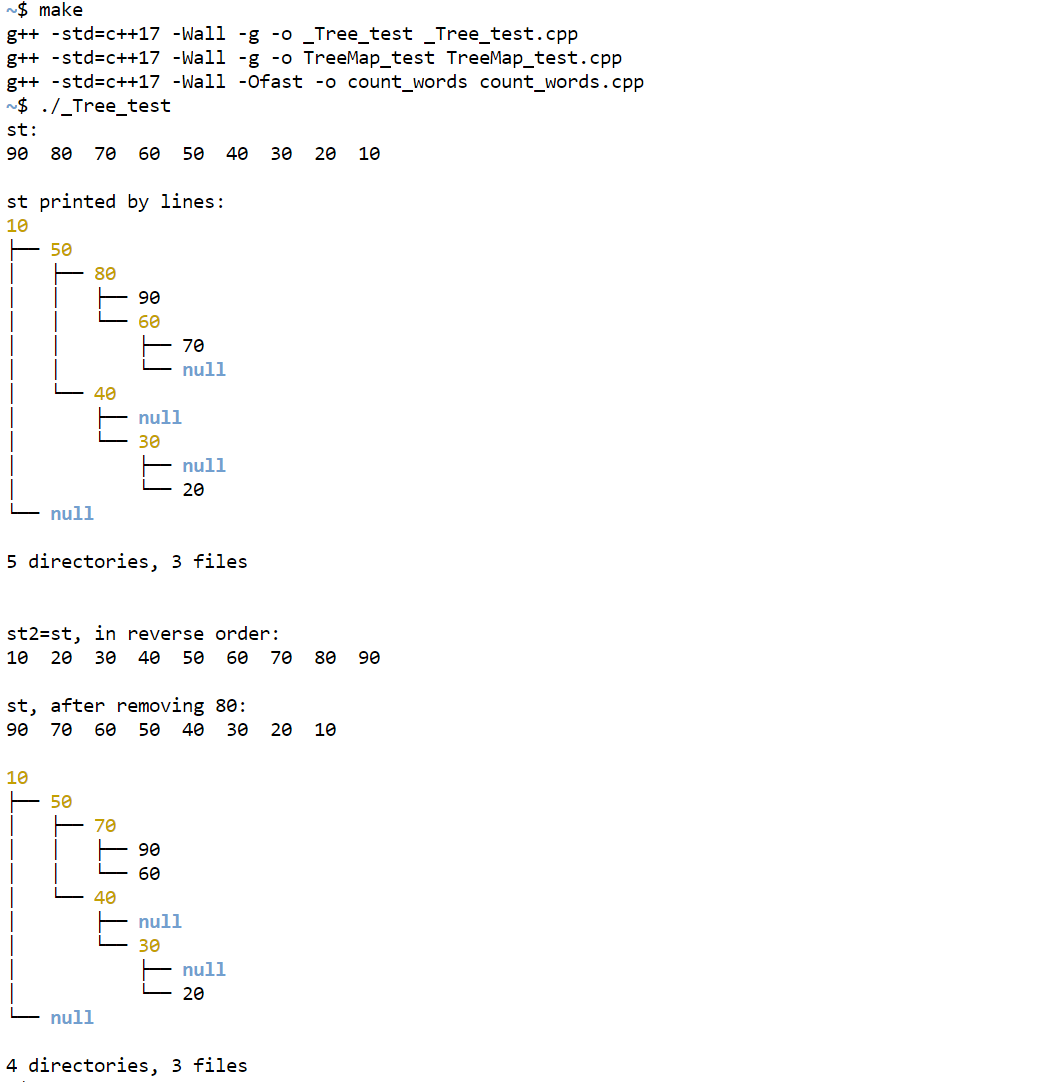 ~$ make
g++ -std=c++17 -Wall -g -o _Tree_test _Tree_test.cpp
g++ -std=c++17 -Wall -g -o TreeMap_test TreeMap_test.cpp
g++ -std=c++17 -Wall -Ofast -o count_words count_words.cpp
~$ ./_Tree_test
st:
90  80  70  60  50  40  30  20  10

st printed by lines:
10
├── 50
│   ├── 80
│   │   ├── 90
│   │   └── 60
│   │       ├── 70
│   │       └── null
│   └── 40
│       ├── null
│       └── 30
│           ├── null
│           └── 20
└── null

5 directories, 3 files


st2=st, in reverse order:
10  20  30  40  50  60  70  80  90

st, after removing 80:
90  70  60  50  40  30  20  10

10
├── 50
│   ├── 70
│   │   ├── 90
│   │   └── 60
│   └── 40
│       ├── null
│       └── 30
│           ├── null
│           └── 20
└── null

4 directories, 3 files